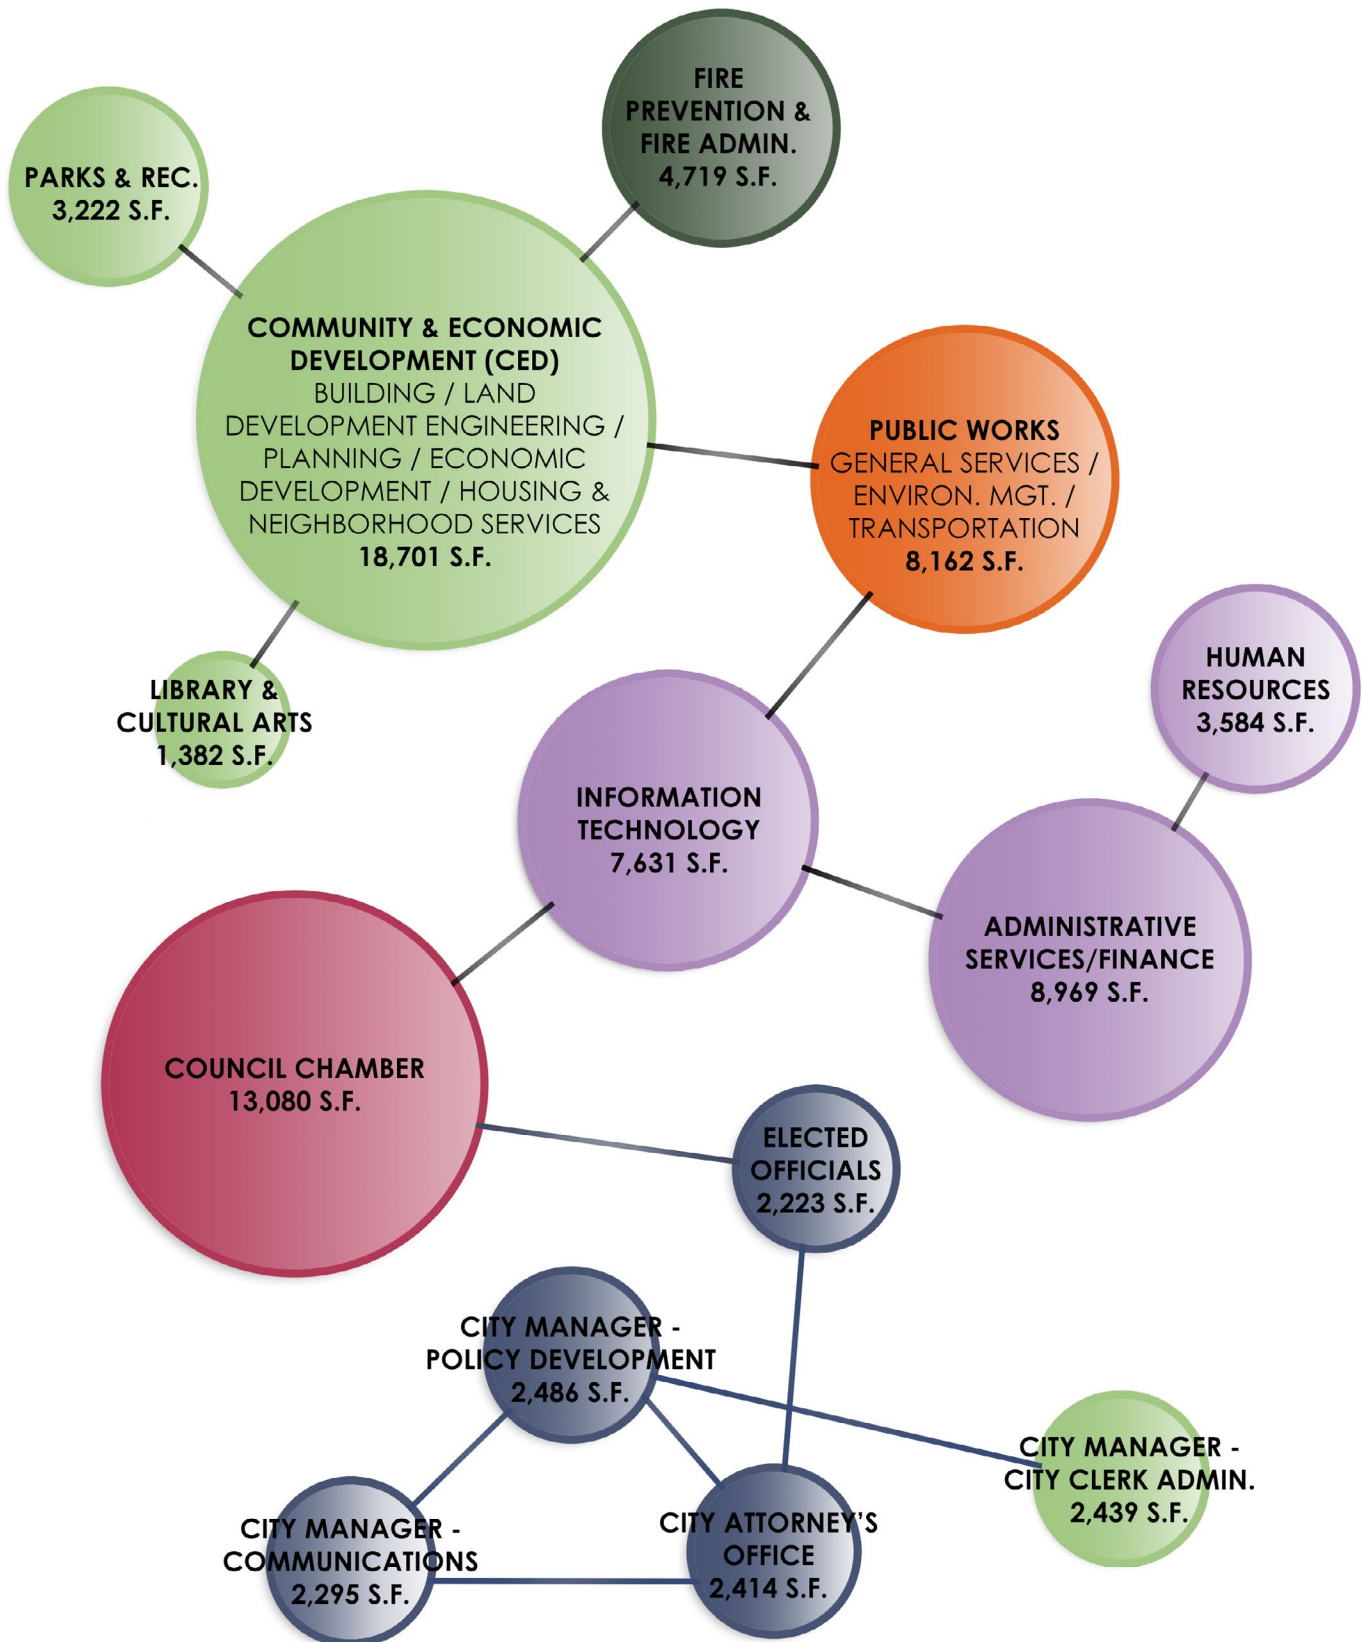 FIRE
PREVENTION &
FIRE ADMIN.
4,719 S.F.
PARKS & REC.
3,222 S.F.
COMMUNITY & ECONOMIC
DEVELOPMENT (CED)
BUILDING / LAND
DEVELOPMENT ENGINEERING /
PLANNING / ECONOMIC
DEVELOPMENT / HOUSING &
NEIGHBORHOOD SERVICES
18,701 S.F.
PUBLIC WORKS
GENERAL SERVICES /
ENVIRON. MGT. /
TRANSPORTATION
8,162 S.F.
HUMAN
RESOURCES
3,584 S.F.
LIBRARY &
CULTURAL ARTS
1,382 S.F.
INFORMATION
TECHNOLOGY
7,631 S.F.
ADMINISTRATIVE
SERVICES/FINANCE
8,969 S.F.
COUNCIL CHAMBER
13,080 S.F.
ELECTED
OFFICIALS
2,223 S.F.
CITY MANAGER -
POLICY DEVELOPMENT
2,486 S.F.
CITY MANAGER -
CITY CLERK ADMIN.
2,439 S.F.
CITY MANAGER -
COMMUNICATIONS
2,295 S.F.
CITY ATTORNEY'S
OFFICE
2,414 S.F.